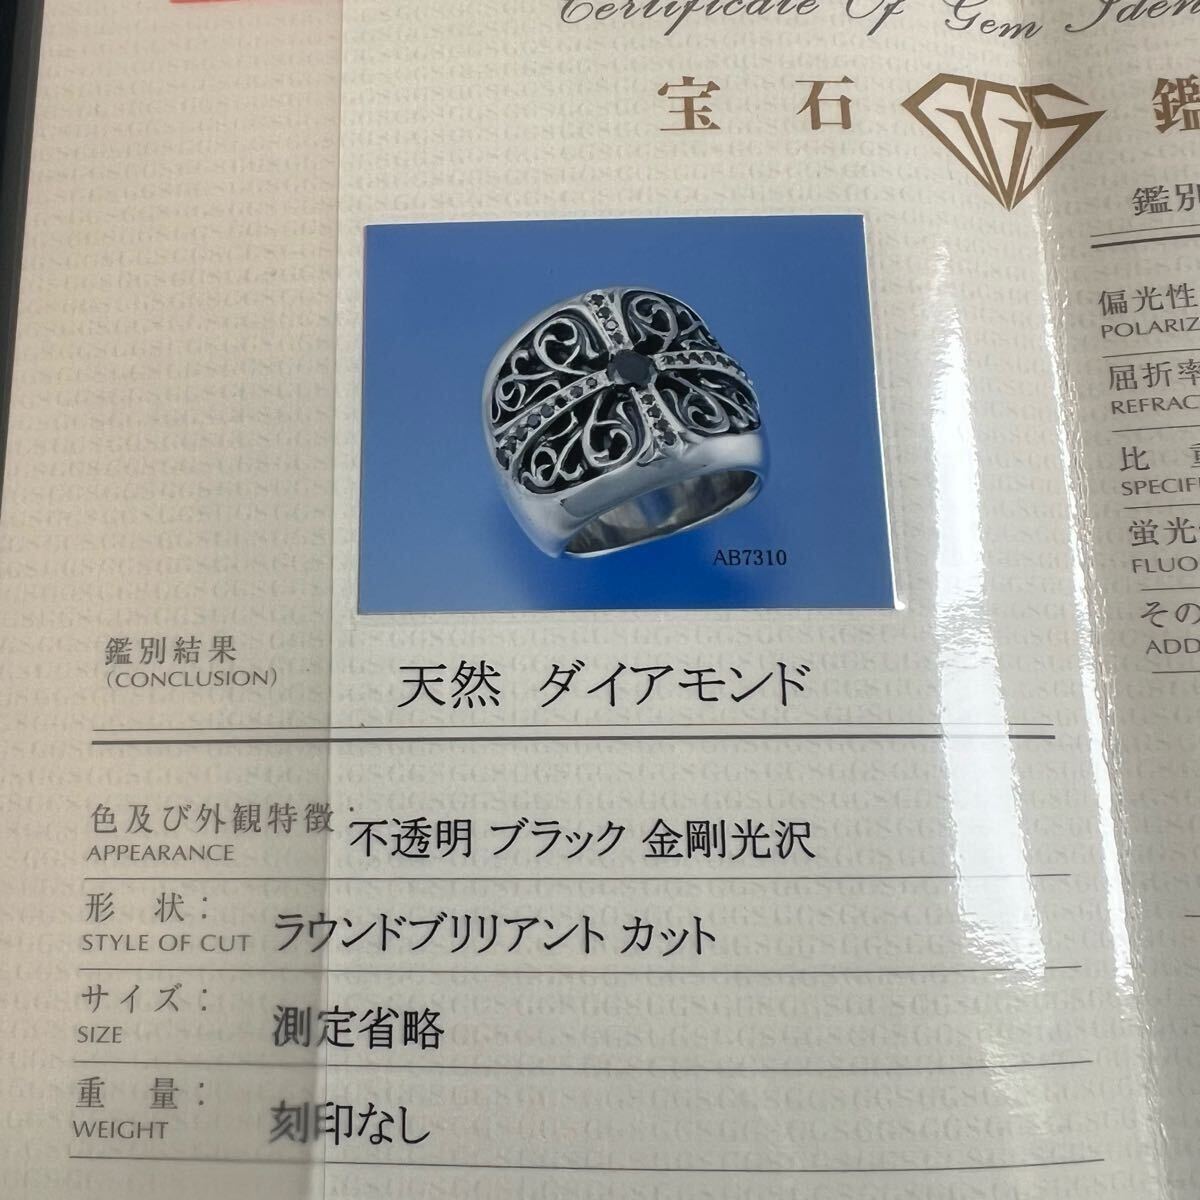 Certificate Of Gem Iden
宝石 GGS 鑑
鑑別
偏光性
POLARIZ
屈折率
REFRAC
比 重
SPECIF
蛍光
FLUO
その
ADD
AB7310
鑑別結果
(CONCLUSION)
天然 ダイアモンド
色及び外観特徴:
APPEARANCE
不透明 ブラック 金剛光沢
形 状:
STYLE OF CUT
ラウンドブリリアント カット
サイズ:
SIZE
測定省略
重 量:
WEIGHT
刻印なし